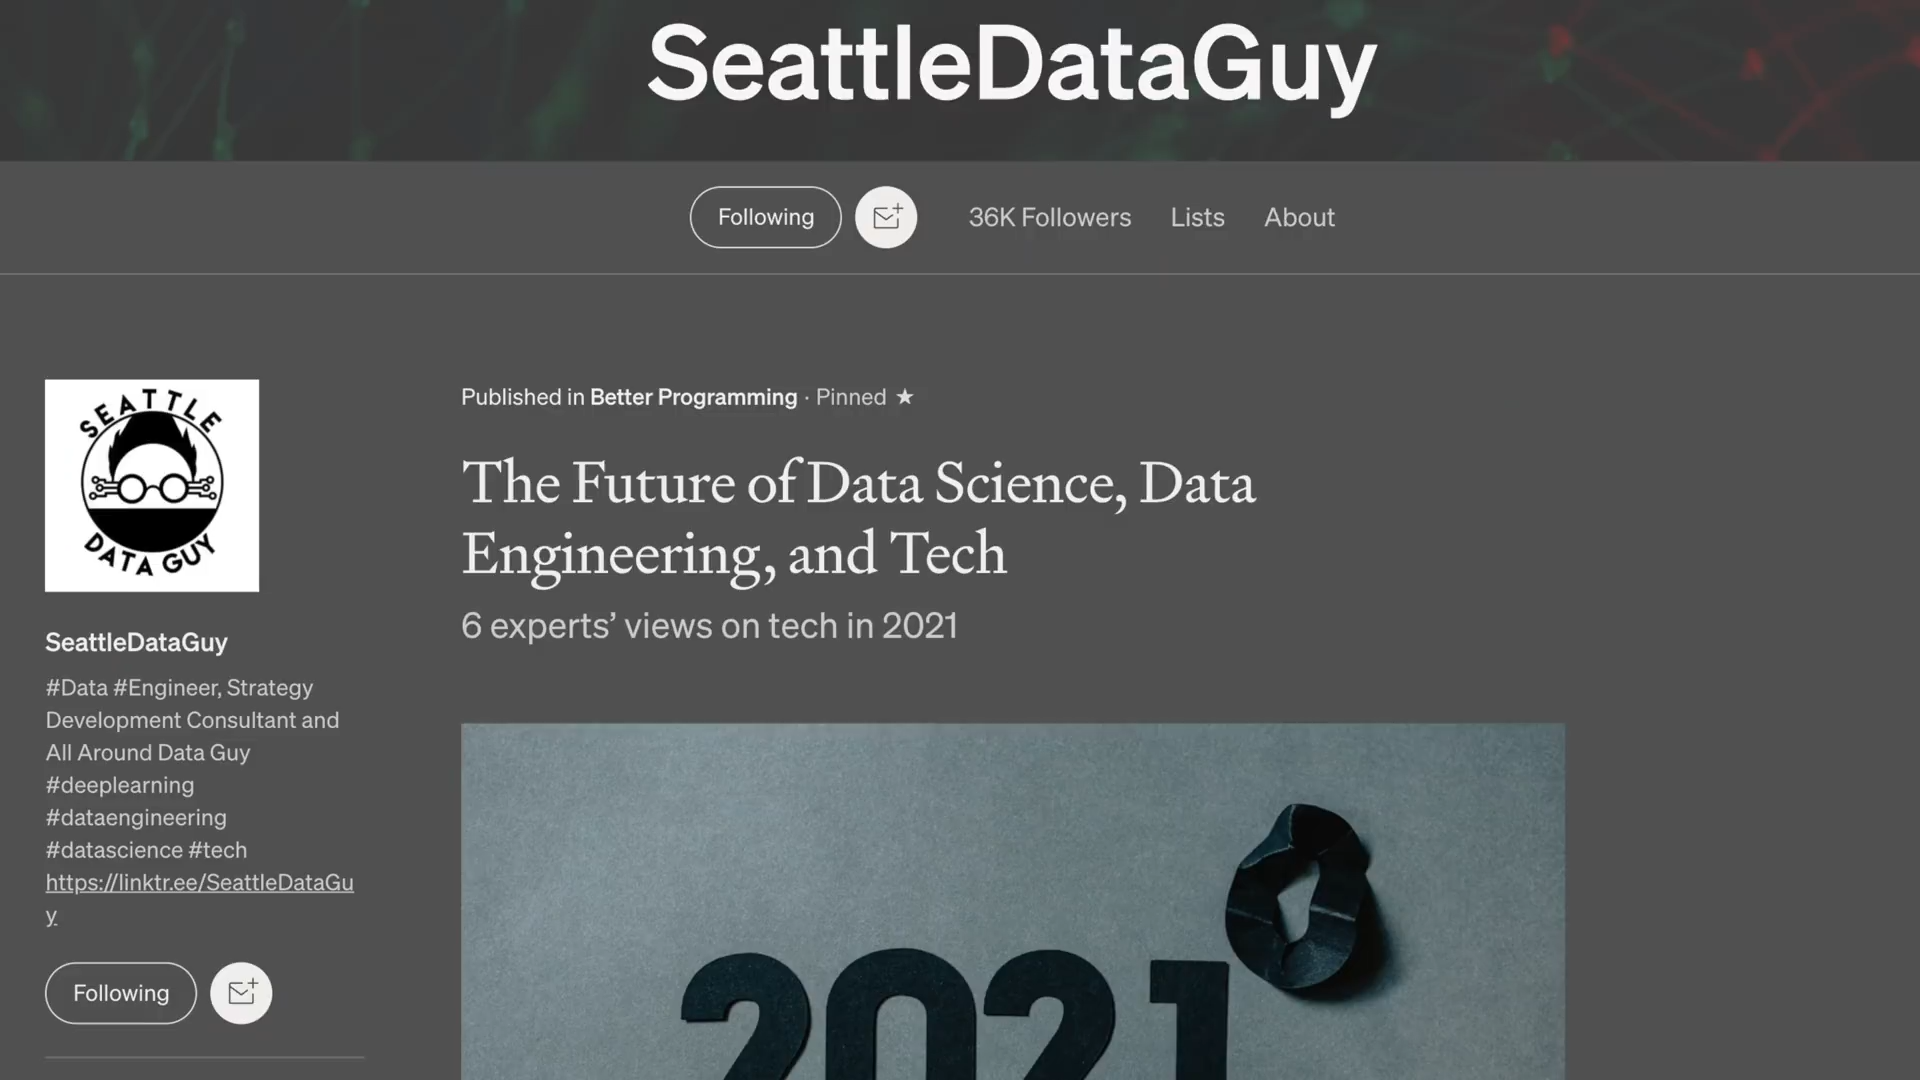 SeattleDataGuy
Following
36K Followers
Lists
About
SEATTLE
DATA GUY
SeattleDataGuy
#Data #Engineer, Strategy
Development Consultant and
All Around Data Guy
#deeplearning
#dataengineering
#datascience #tech
https://linktr.ee/SeattleDataGu
y
Following
Published in Better Programming · Pinned ★
The Future of Data Science, Data
Engineering, and Tech
6 experts’ views on tech in 2021
2021